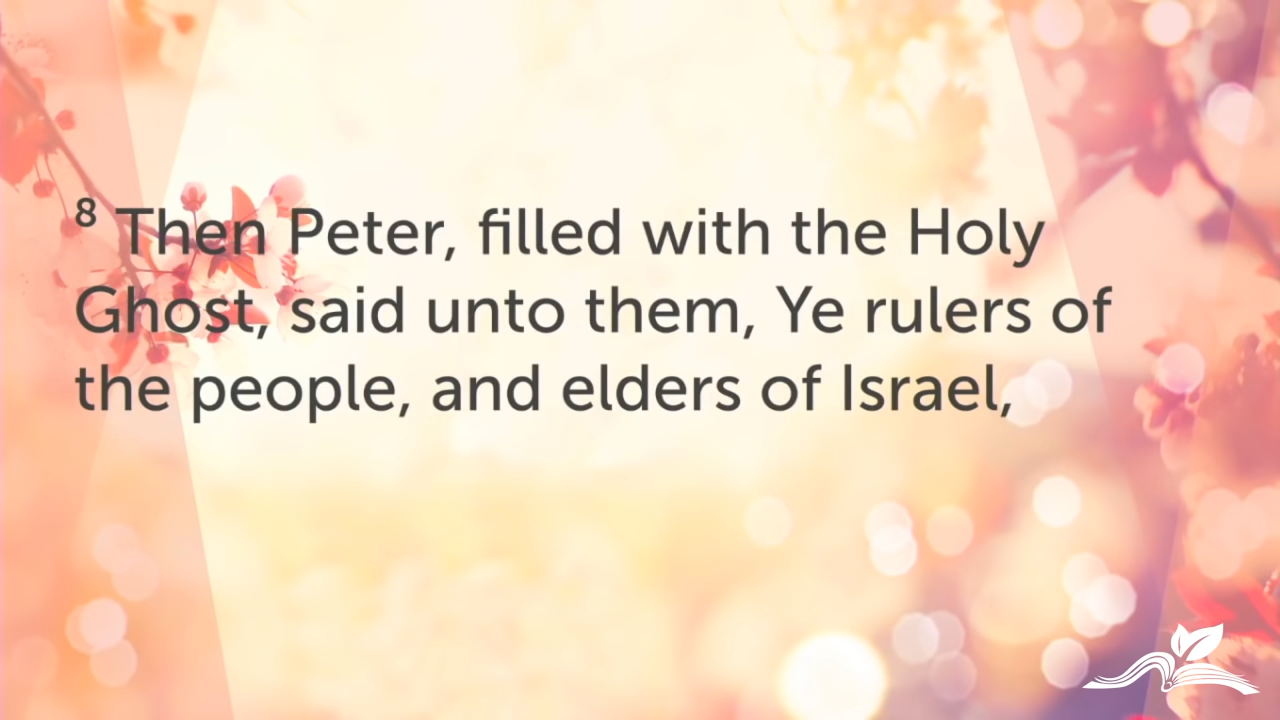 ⁸ Then Peter, filled with the Holy
Ghost, said unto them, Ye rulers of
the people, and elders of Israel,